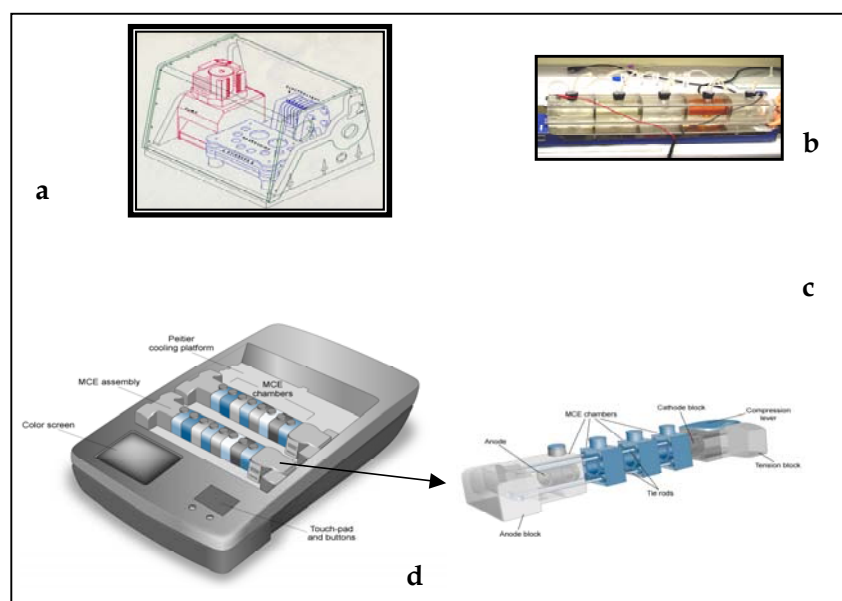 a
b
c
Peltier
cooling platform
MCE assembly
MCE
chambers
Color screen
Touch-pad
and buttons
d
MCE chambers
Cathode block
Compression
lever
Anode
Tension block
Tie rods
Anode block